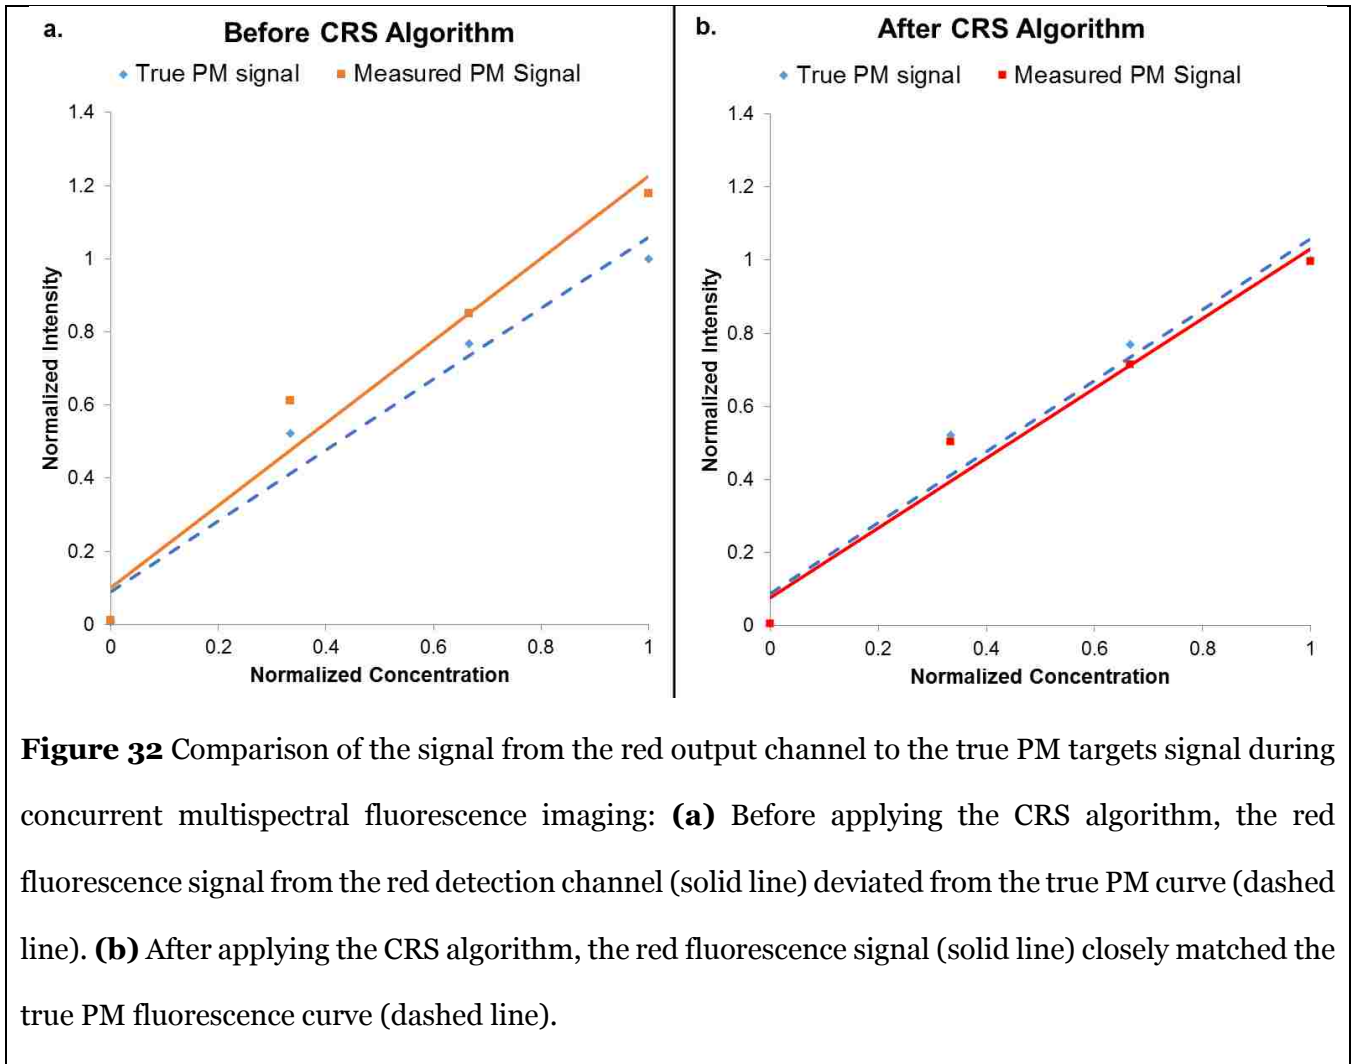 a.
Before CRS Algorithm
True PM signal
Measured PM Signal
1.4
1.2
1
0.8
0.6
0.4
0.2
0
Normalized Intensity
0
0.2
0.4
0.6
0.8
1
Normalized Concentration
b.
After CRS Algorithm
True PM signal
Measured PM Signal
1.4
1.2
1
0.8
0.6
0.4
0.2
0
Normalized Intensity
0
0.2
0.4
0.6
0.8
1
Normalized Concentration
Figure 32 Comparison of the signal from the red output channel to the true PM targets signal during
concurrent multispectral fluorescence imaging: (a) Before applying the CRS algorithm, the red
fluorescence signal from the red detection channel (solid line) deviated from the true PM curve (dashed
line). (b) After applying the CRS algorithm, the red fluorescence signal (solid line) closely matched the
true PM fluorescence curve (dashed line).